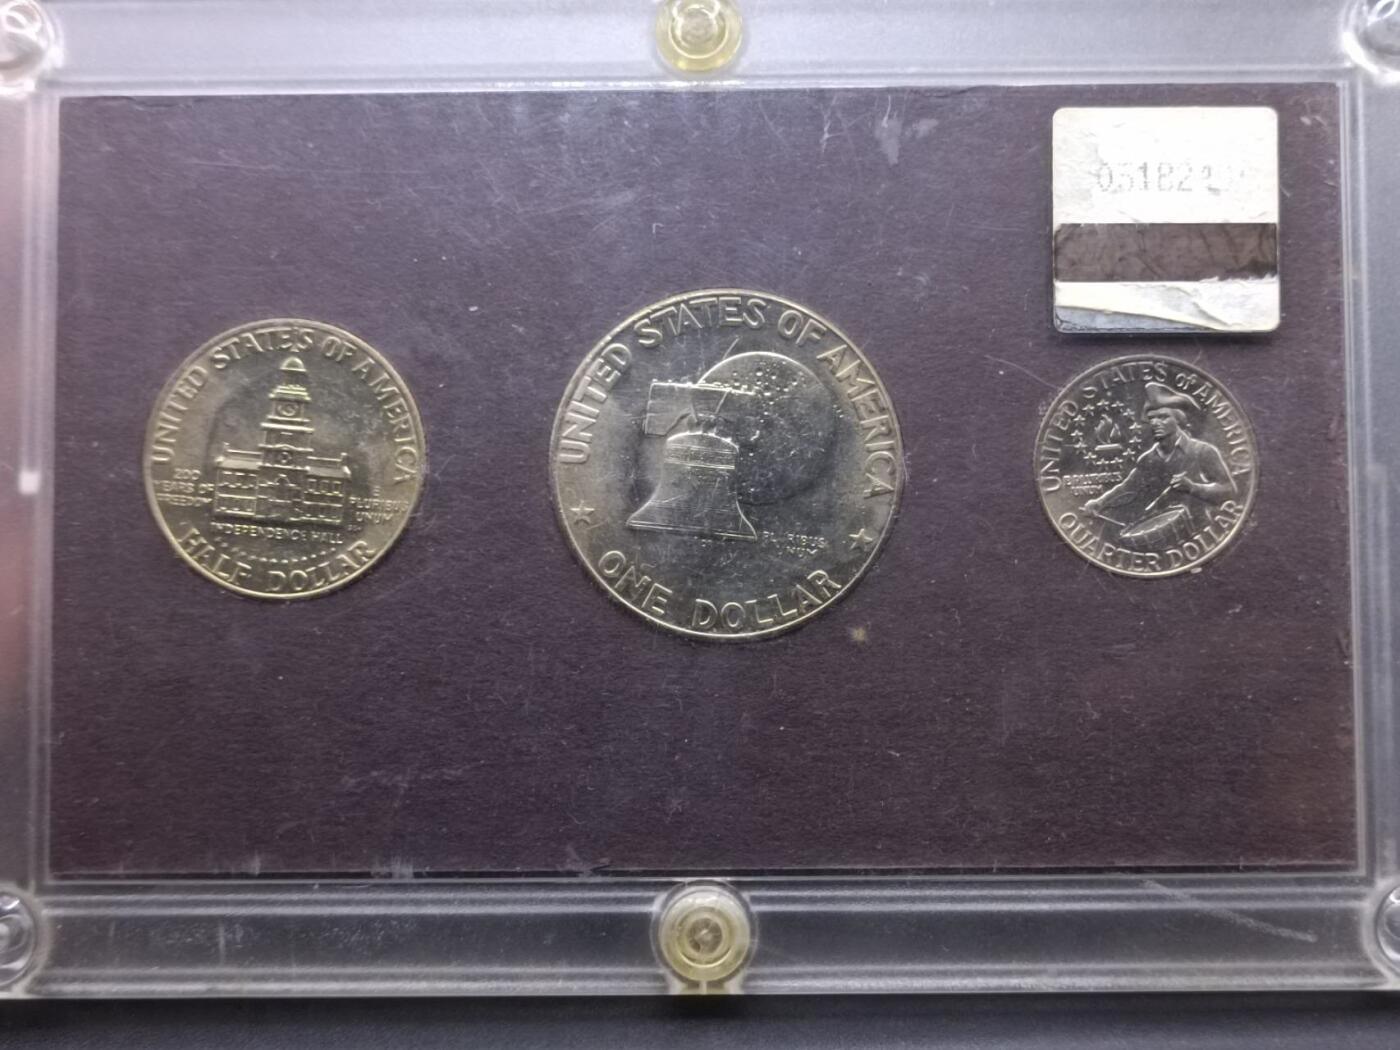 UNITED STATES OF AMERICA
200
YEARS OF
FREEDOM
E PLURIBUS
UNUM
INDEPENDENCE HALL
HALF DOLLAR
UNITED STATES OF AMERICA
E PLURIBUS
UNUM
ONE DOLLAR
UNITED STATES of AMERICA
E PLURIBUS
UNUM
QUARTER DOLLAR